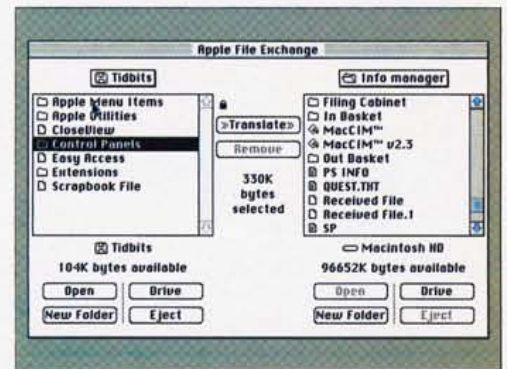 Apple File Exchange
Tidbits
Info manager
Apple Menu Items
Apple Utilities
CloseView
Control Panels
Easy Access
Extensions
Scrapbook File
»Translate»
Remove
330K
bytes
selected
Filing Cabinet
In Basket
MacCIM™
MacCIM™ v2.3
Out Basket
PS INFO
QUEST.TXT
Received File
Received File.1
SP
Tidbits
104K bytes available
Open
Drive
New Folder
Eject
Macintosh HD
96652K bytes available
Open
Drive
New Folder
Eject